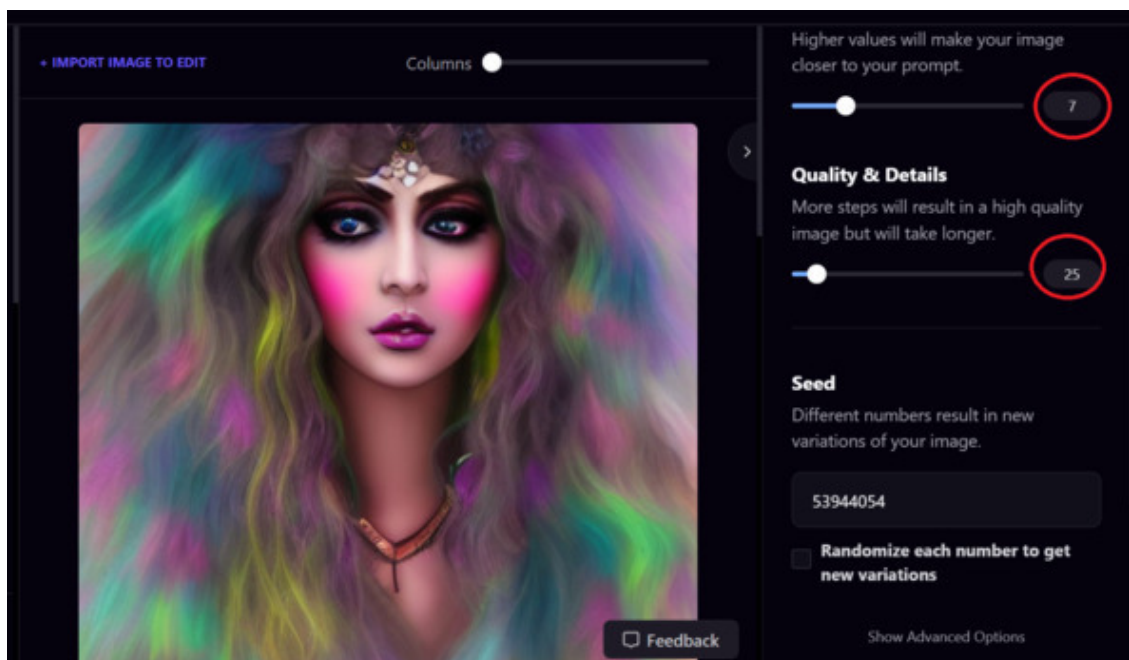 + IMPORT IMAGE TO EDIT
Columns
Higher values will make your image
closer to your prompt.
7
Quality & Details
More steps will result in a high quality
image but will take longer.
25
Seed
Different numbers result in new
variations of your image.
53944054
Randomize each number to get
new variations
Feedback
Show Advanced Options